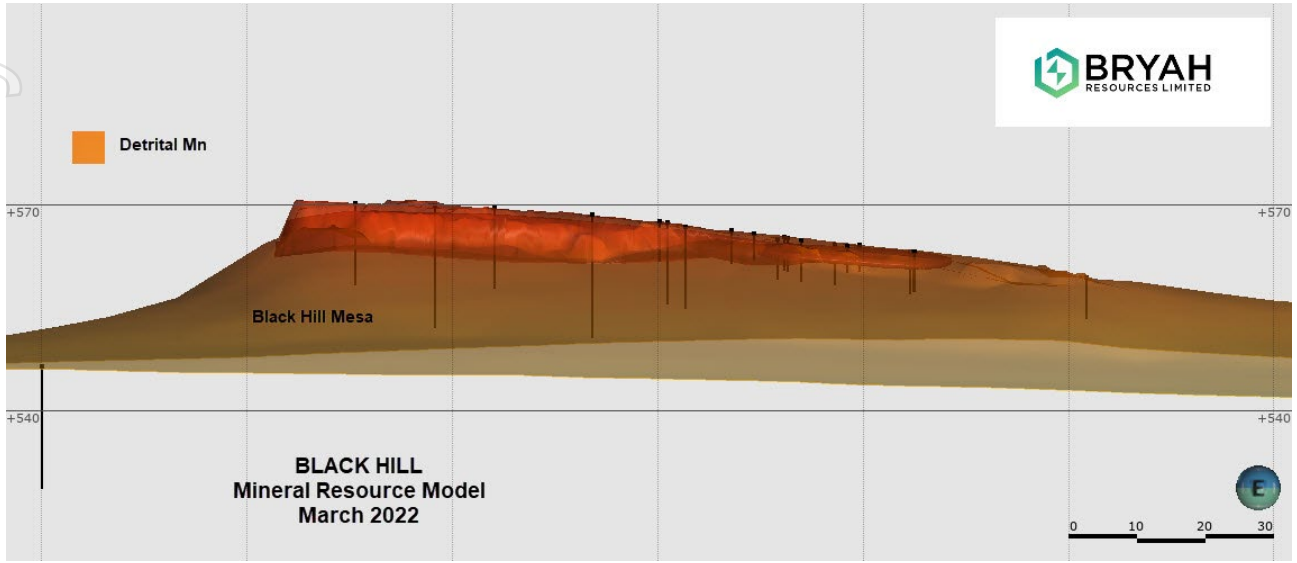 BRYAH
RESOURCES LIMITED
Detrital Mn
+570
+570
Black Hill Mesa
+540
+540
BLACK HILL
Mineral Resource Model
March 2022
E
0 10 20 30